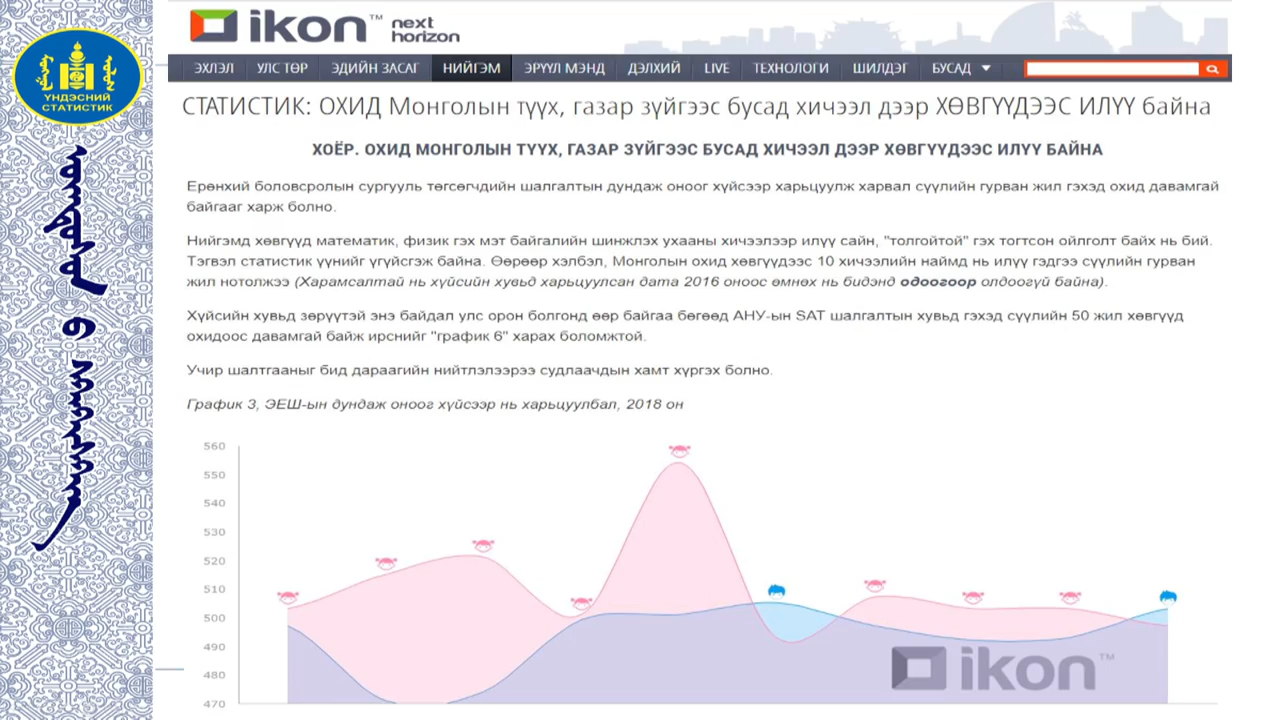 ikon™ next
horizon
ҮНДЭСНИЙ
СТАТИСТИК
ЭХЛЭЛ УЛС ТӨР ЭДИЙН ЗАСАГ НИЙГЭМ ЭРҮҮЛ МЭНД ДЭЛХИЙ LIVE ТЕХНОЛОГИ ШИЛДЭГ БУСАД
СТАТИСТИК: ОХИД Монголын түүх, газар зүйгээс бусад хичээл дээр ХӨВГҮҮДЭЭС ИЛҮҮ байна
ХОЁР. ОХИД МОНГОЛЫН ТҮҮХ, ГАЗАР ЗҮЙГЭЭС БУСАД ХИЧЭЭЛ ДЭЭР ХӨВГҮҮДЭЭС ИЛҮҮ БАЙНА
Ерөнхий боловсролын сургууль төгсөгчдийн шалгалтын дундаж оноог хүйсээр харьцуулж харвал сүүлийн гурван жил гэхэд охид давамгай
байгааг харж болно.
Нийгэмд хөвгүүд математик, физик гэх мэт байгалийн шинжлэх ухааны хичээлээр илүү сайн, "толгойтой" гэх тогтсон ойлголт байх нь бий.
Тэгвэл статистик үүнийг үгүйсгэж байна. Өөрөөр хэлбэл, Монголын охид хөвгүүдээс 10 хичээлийн наймд нь илүү гэдгээ сүүлийн гурван
жил нотолжээ (Харамсалтай нь хүйсийн хувьд харьцуулсан дата 2016 оноос өмнөх нь бидэнд одоогоор олдоогүй байна).
Хүйсийн хувьд зөрүүтэй энэ байдал улс орон болгонд өөр байгаа бөгөөд АНУ-ын SAT шалгалтын хувьд гэхэд сүүлийн 50 жил хөвгүүд
охидоос давамгай байж ирснийг "график 6" харах боломжтой.
Учир шалтгааныг бид дараагийн нийтлэлээрээ судлаачдын хамт хүргэх болно.
График 3, ЭЕШ-ын дундаж оноог хүйсээр нь харьцуулбал, 2018 он
560
550
540
530
520
510
500
490
480
470
ikon™